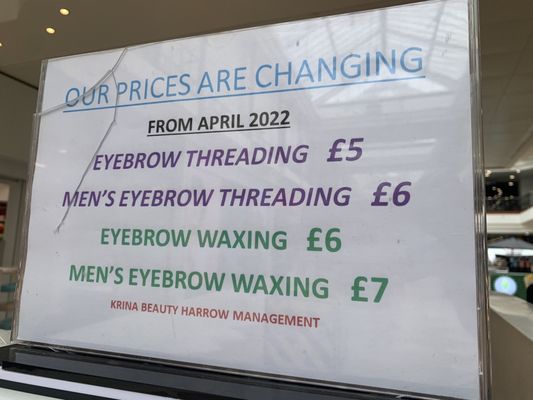 OUR PRICES ARE CHANGING
FROM APRIL 2022
EYEBROW THREADING £5
MEN'S EYEBROW THREADING £6
EYEBROW WAXING £6
MEN'S EYEBROW WAXING £7
KRINA BEAUTY HARROW MANAGEMENT